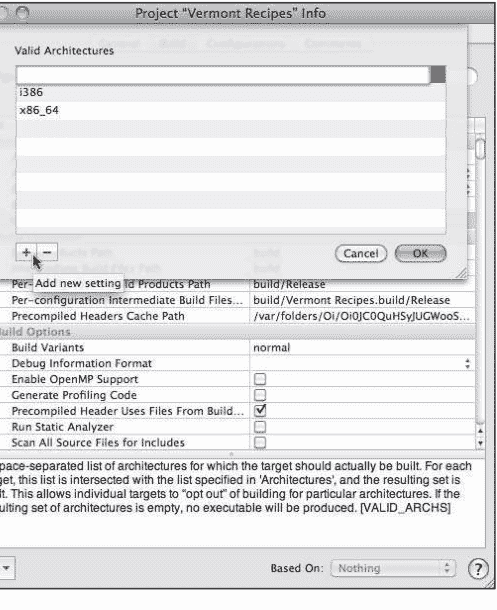 Project “Vermont Recipes” Info
Valid Architectures
i386
x86_64
+ −
Cancel OK
Add new setting
Per- ld Products Path build/Release
Per-configuration Intermediate Build Files... build/Vermont Recipes.build/Release
Precompiled Headers Cache Path /var/folders/Oi/Oi0JC0QuHSyJUGWooS...
uild Options
Build Variants normal
Debug Information Format
Enable OpenMP Support
Generate Profiling Code
Precompiled Header Uses Files From Build...
Run Static Analyzer
Scan All Source Files for Includes
pace-separated list of architectures for which the target should actually be built. For each
get, this list is intersected with the list specified in 'Architectures', and the resulting set is
lt. This allows individual targets to “opt out” of building for particular architectures. If the
ulting set of architectures is empty, no executable will be produced. [VALID_ARCHS]
Based On: Nothing ?